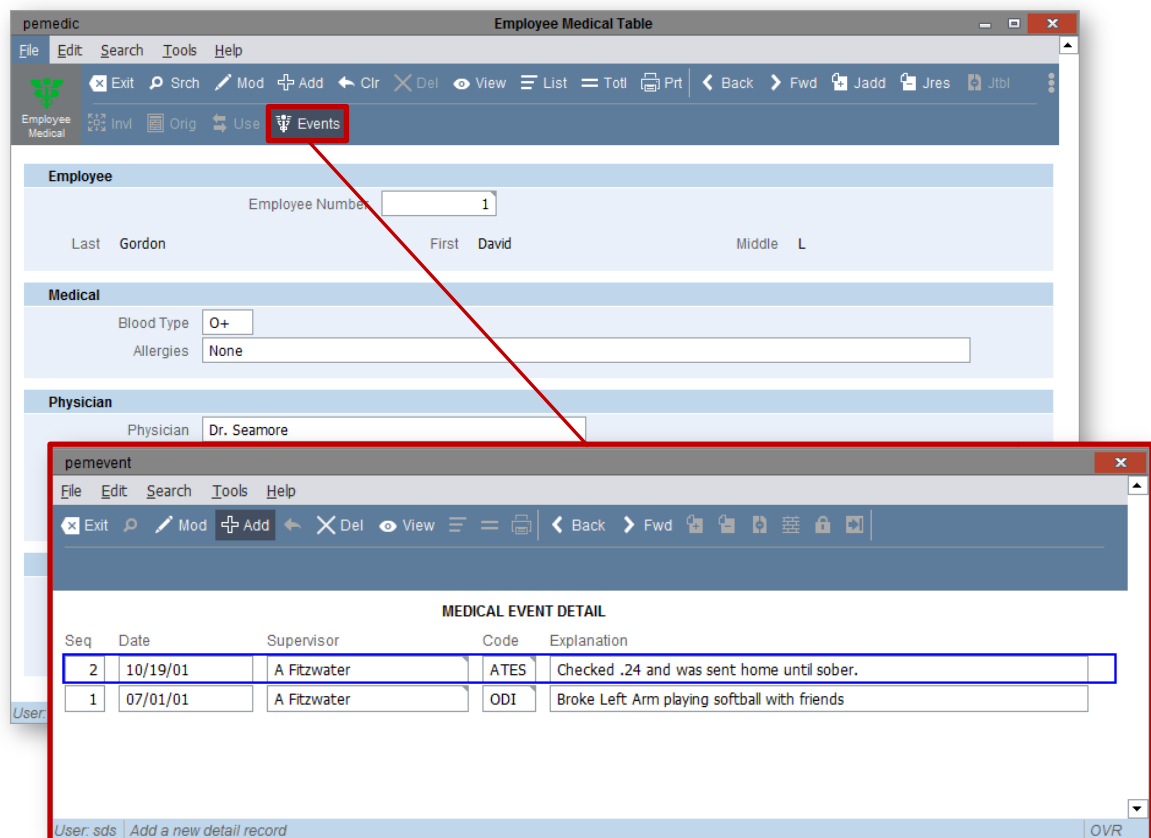 pemedic Employee Medical Table
File Edit Search Tools Help
Exit Srch Mod Add Clr Del View List Totl Prt Back Fwd Jadd Jres Jtbl
Employee Medical
Invl Orig Use Events
Employee
Employee Number 1
Last Gordon First David Middle L
Medical
Blood Type O+
Allergies None
Physician
Physician Dr. Seamore
User:
pemevent
File Edit Search Tools Help
Exit Mod Add Del View Back Fwd
MEDICAL EVENT DETAIL
Seq Date Supervisor Code Explanation
2 10/19/01 A Fitzwater ATES Checked .24 and was sent home until sober.
1 07/01/01 A Fitzwater ODI Broke Left Arm playing softball with friends
User: sds Add a new detail record OVR